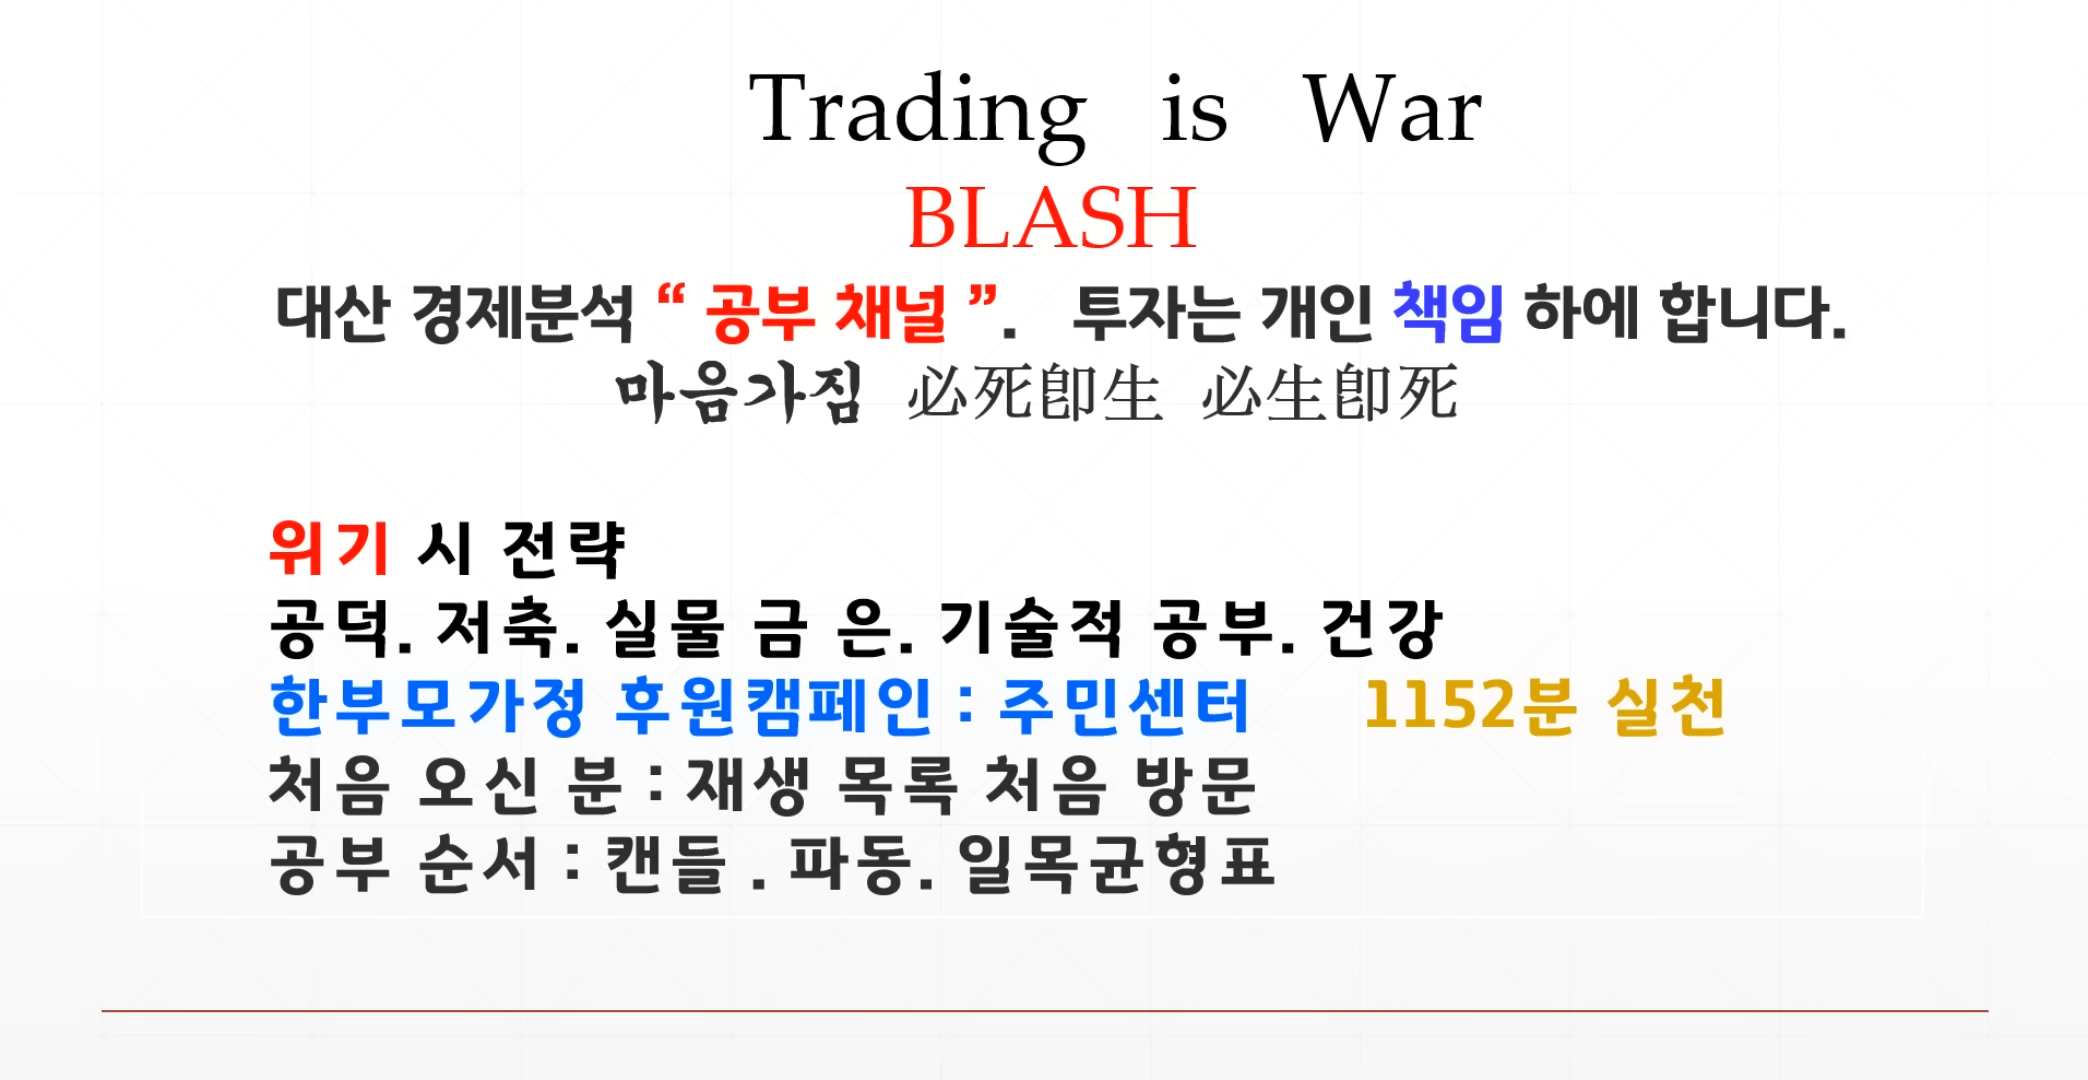 Trading is War
BLASH
대산 경제분석 “ 공부 채널 ”. 투자는 개인 책임 하에 합니다.
마음가짐 必死卽生 必生卽死
위기 시 전략
공덕. 저축. 실물 금 은. 기술적 공부. 건강
한부모가정 후원캠페인 : 주민센터 1152분 실천
처음 오신 분 : 재생 목록 처음 방문
공부 순서 : 캔들 . 파동. 일목균형표